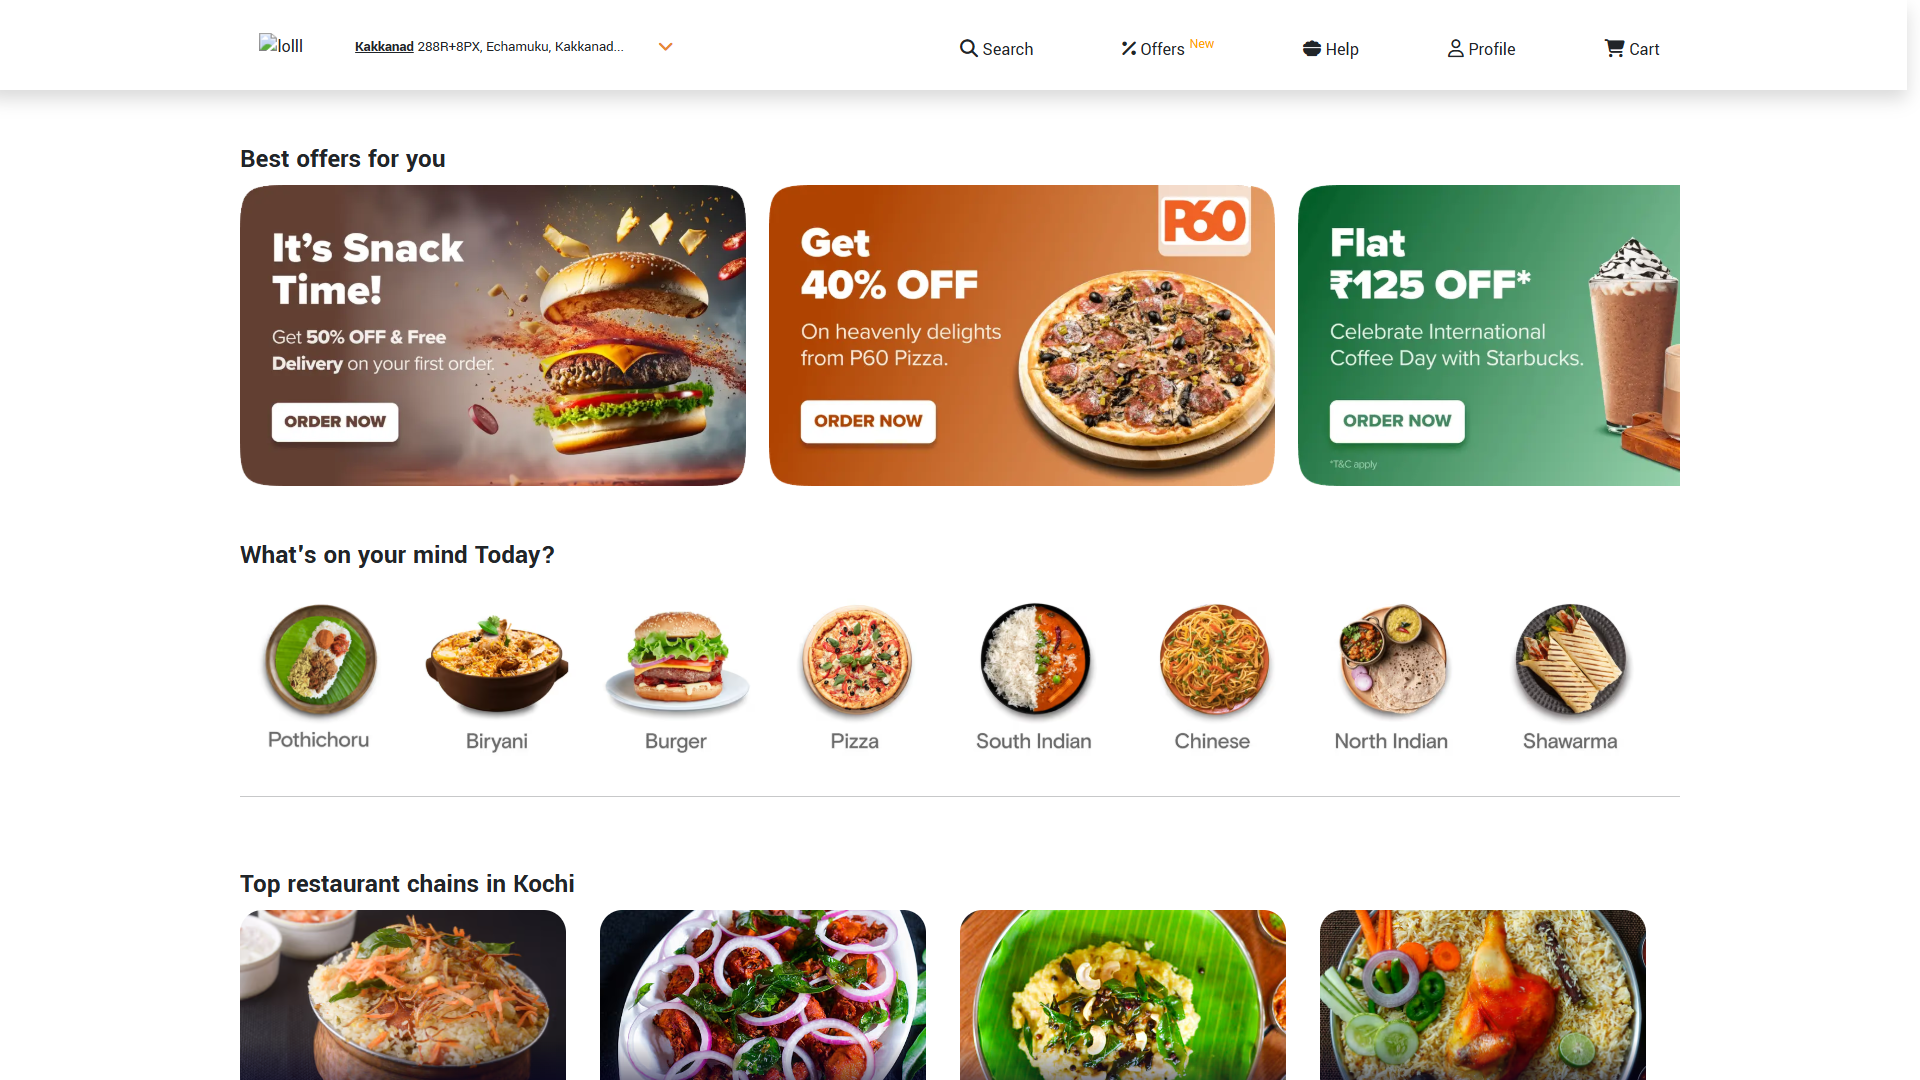 lolll
Kakkanad 288R+8PX, Echamuku, Kakkanad...
Search
Offers New
Help
Profile
Cart
Best offers for you
It's Snack
Time!
Get 50% OFF & Free
Delivery on your first order.
ORDER NOW
P60
Get
40% OFF
On heavenly delights
from P60 Pizza.
ORDER NOW
Flat
₹125 OFF*
Celebrate International
Coffee Day with Starbucks.
ORDER NOW
*T&C apply
What's on your mind Today?
Pothichoru
Biryani
Burger
Pizza
South Indian
Chinese
North Indian
Shawarma
Top restaurant chains in Kochi